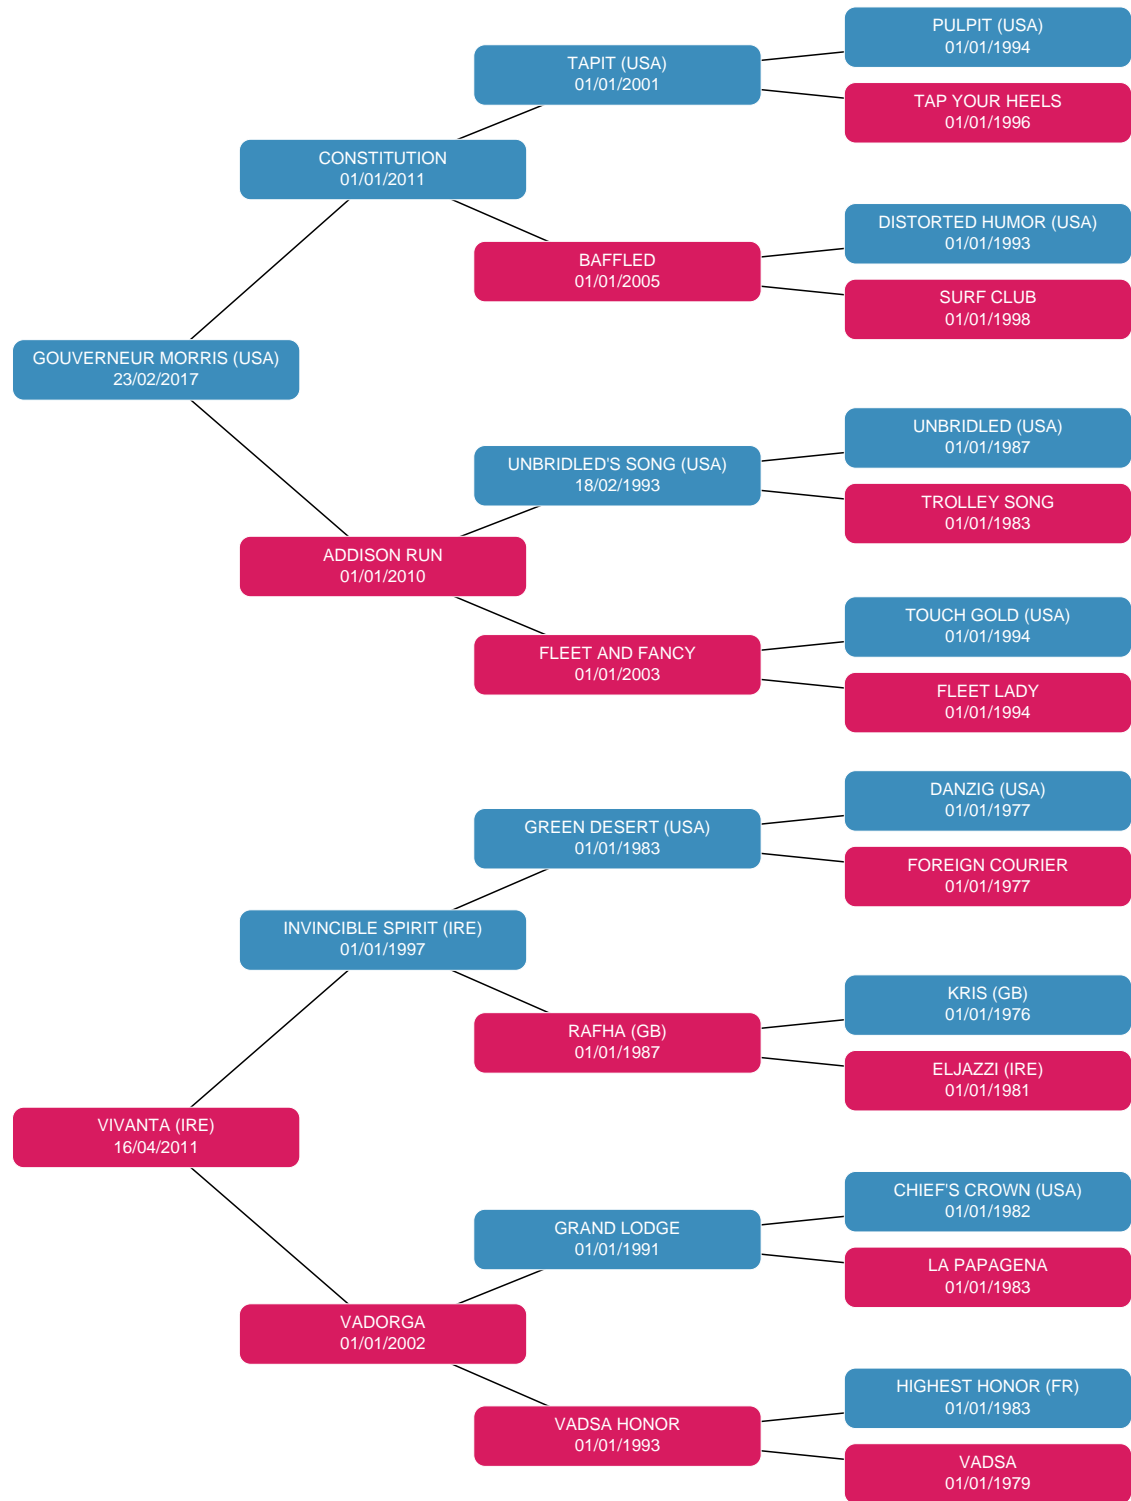 PULPIT (USA)
01/01/1994
TAPIT (USA)
01/01/2001
TAP YOUR HEELS
01/01/1996
CONSTITUTION
01/01/2011
DISTORTED HUMOR (USA)
01/01/1993
BAFFLED
01/01/2005
SURF CLUB
01/01/1998
GOUVERNEUR MORRIS (USA)
23/02/2017
UNBRIDLED (USA)
01/01/1987
UNBRIDLED'S SONG (USA)
18/02/1993
TROLLEY SONG
01/01/1983
ADDISON RUN
01/01/2010
TOUCH GOLD (USA)
01/01/1994
FLEET AND FANCY
01/01/2003
FLEET LADY
01/01/1994
DANZIG (USA)
01/01/1977
GREEN DESERT (USA)
01/01/1983
FOREIGN COURIER
01/01/1977
INVINCIBLE SPIRIT (IRE)
01/01/1997
KRIS (GB)
01/01/1976
RAFHA (GB)
01/01/1987
ELJAZZI (IRE)
01/01/1981
VIVANTA (IRE)
16/04/2011
CHIEF'S CROWN (USA)
01/01/1982
GRAND LODGE
01/01/1991
LA PAPAGENA
01/01/1983
VADORGA
01/01/2002
HIGHEST HONOR (FR)
01/01/1983
VADSA HONOR
01/01/1993
VADSA
01/01/1979